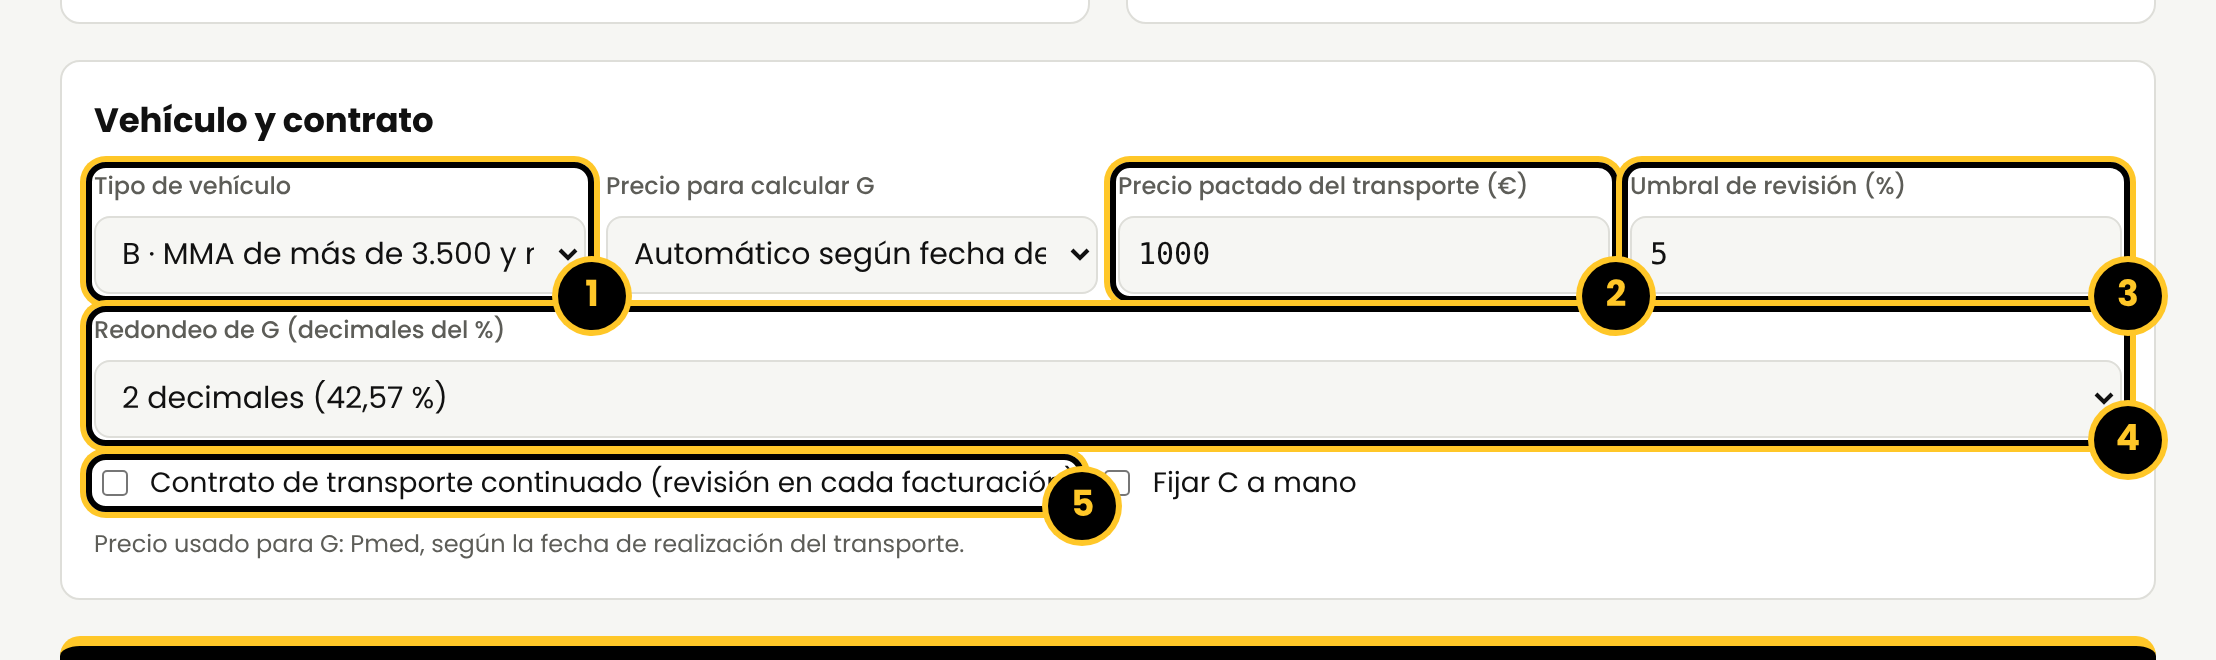 Vehículo y contrato
Tipo de vehículo
Precio para calcular G
Precio pactado del transporte (€)
Umbral de revisión (%)
B · MMA de más de 3.500 y
Automático según fecha de
1000
5
1
2
3
Redondeo de G (decimales del %)
2 decimales (42,57 %)
4
Contrato de transporte continuado (revisión en cada facturación)
5
Fijar C a mano
Precio usado para G: Pmed, según la fecha de realización del transporte.